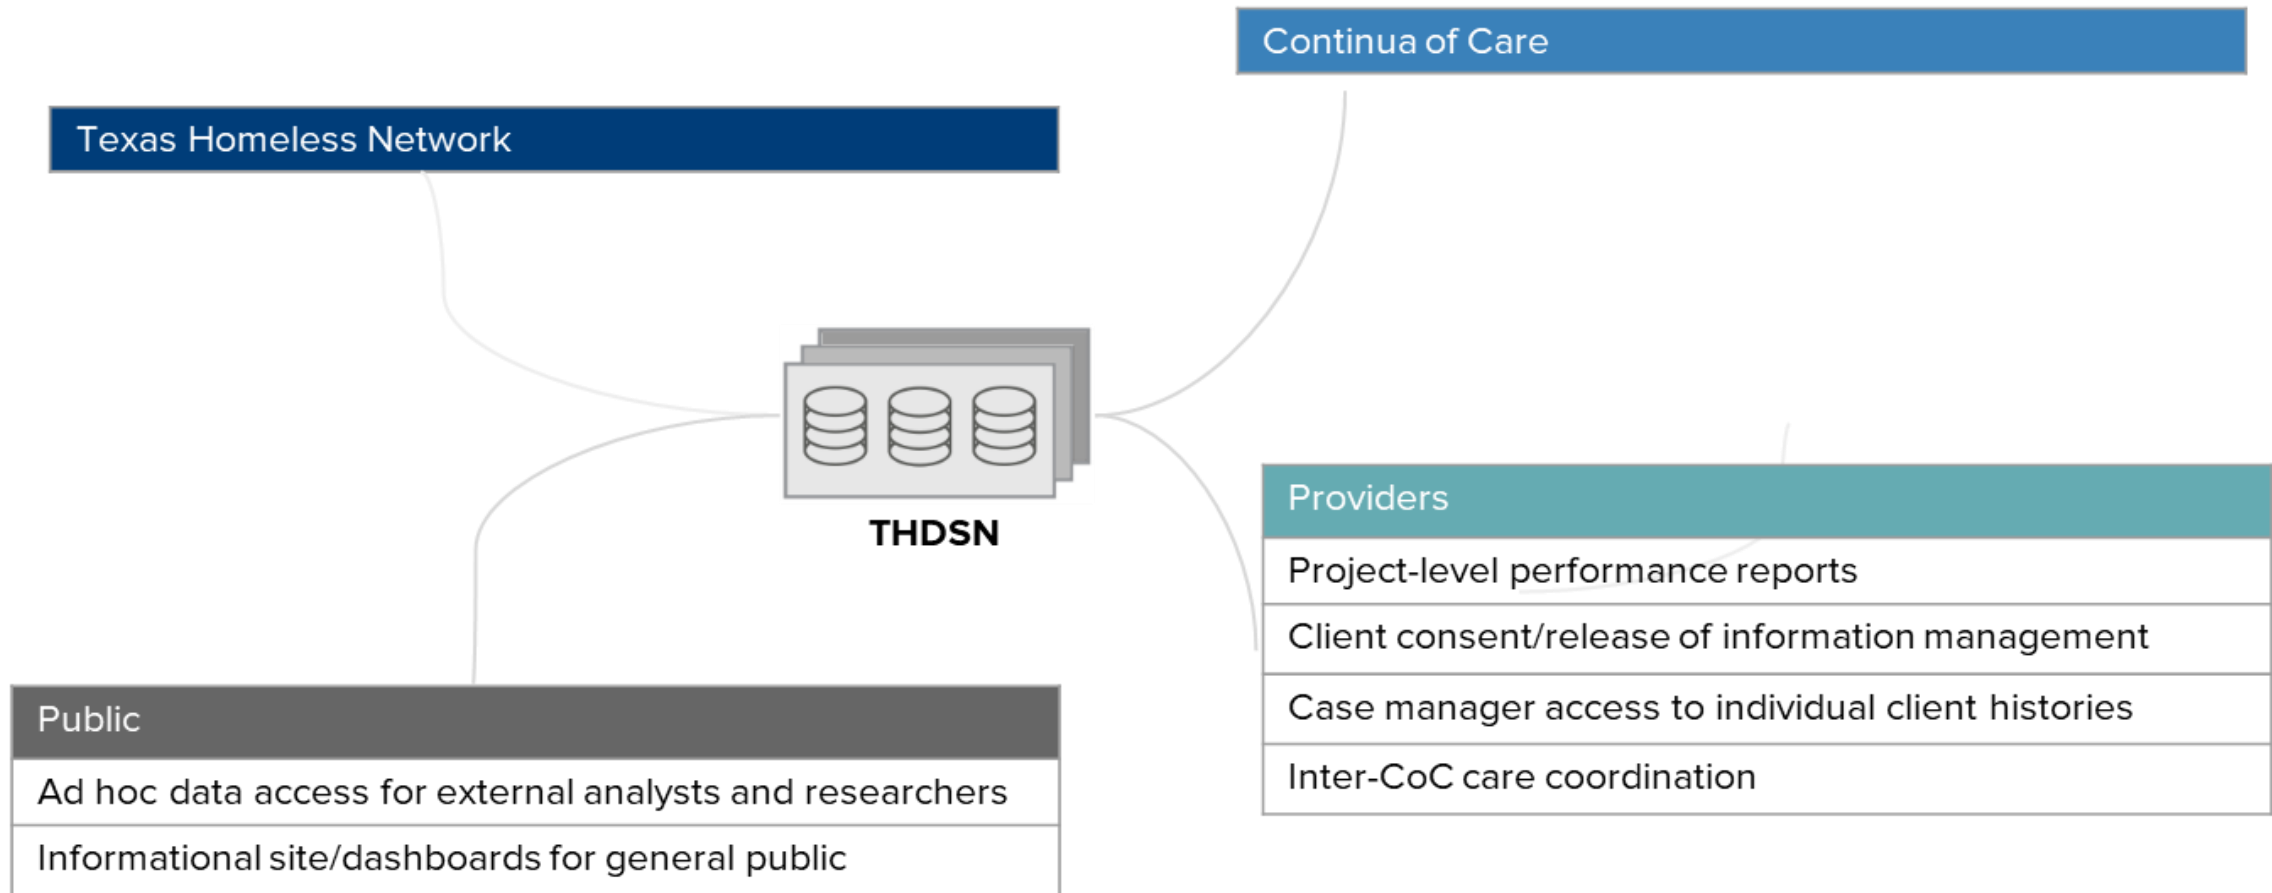 Continua of Care
Texas Homeless Network
THDSN
Providers
Project-level performance reports
Client consent/release of information management
Case manager access to individual client histories
Inter-CoC care coordination
Public
Ad hoc data access for external analysts and researchers
Informational site/dashboards for general public